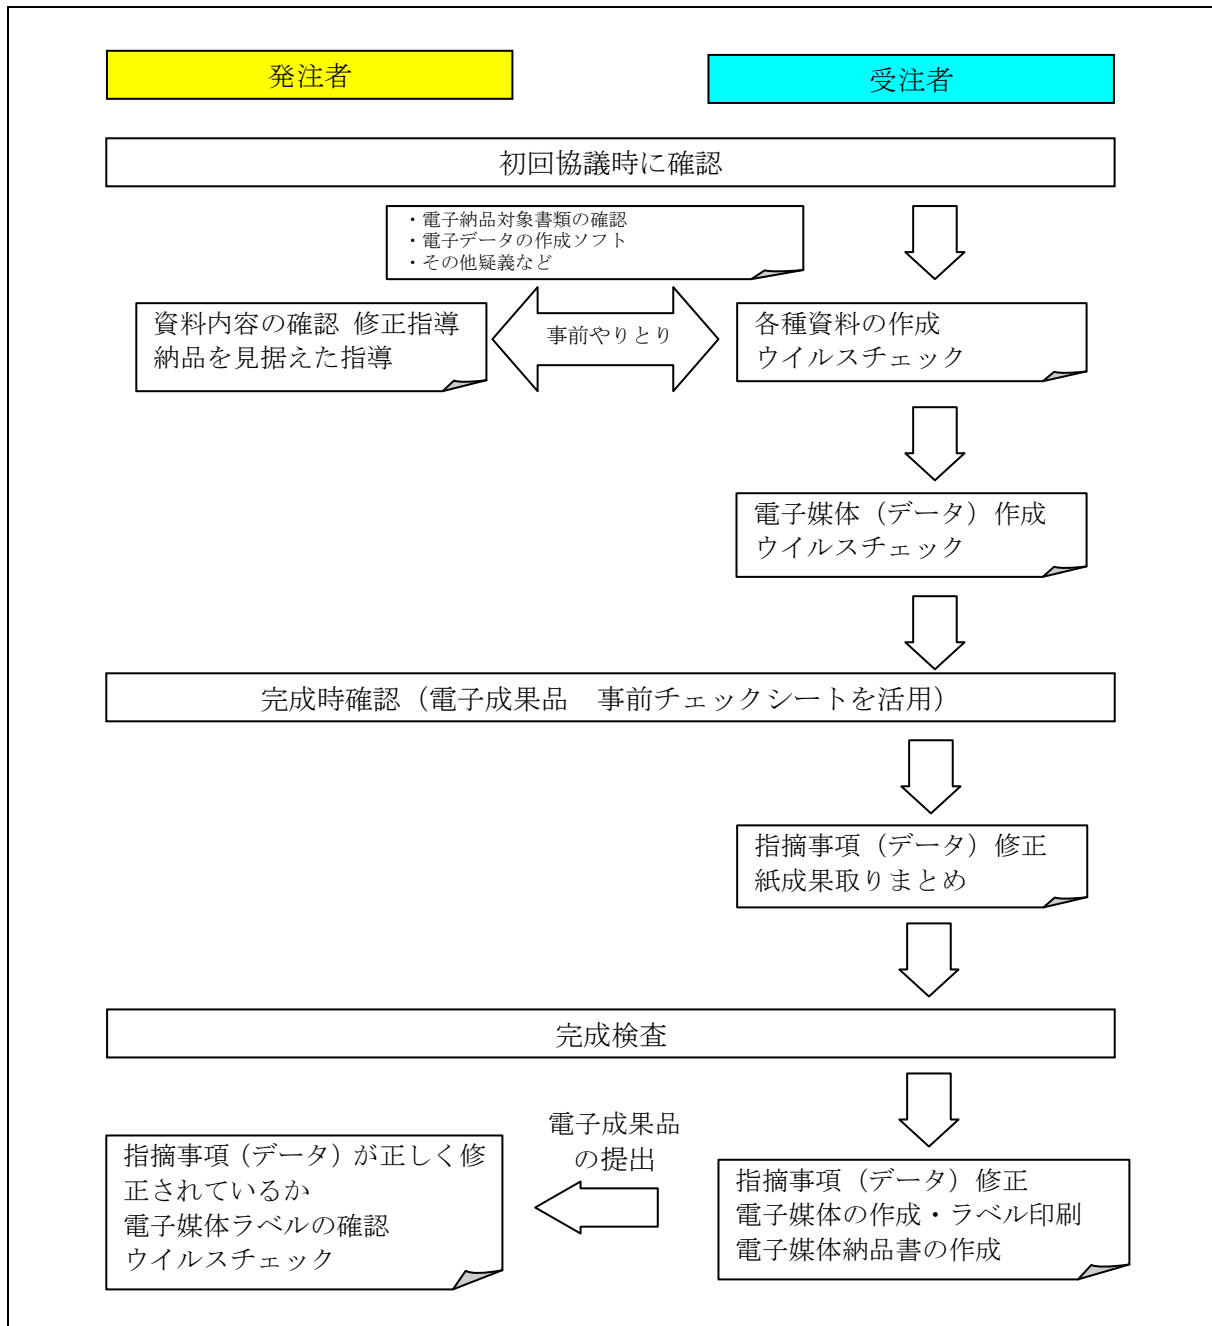 発注者
受注者
初回協議時に確認
・電子納品対象書類の確認
・電子データの作成ソフト
・その他疑義など
資料内容の確認 修正指導
納品を見据えた指導
事前やりとり
各種資料の作成
ウイルスチェック
電子媒体（データ）作成
ウイルスチェック
完成時確認（電子成果品　事前チェックシートを活用）
指摘事項（データ）修正
紙成果取りまとめ
完成検査
電子成果品
の提出
指摘事項（データ）が正しく修
正されているか
電子媒体ラベルの確認
ウイルスチェック
指摘事項（データ）修正
電子媒体の作成・ラベル印刷
電子媒体納品書の作成